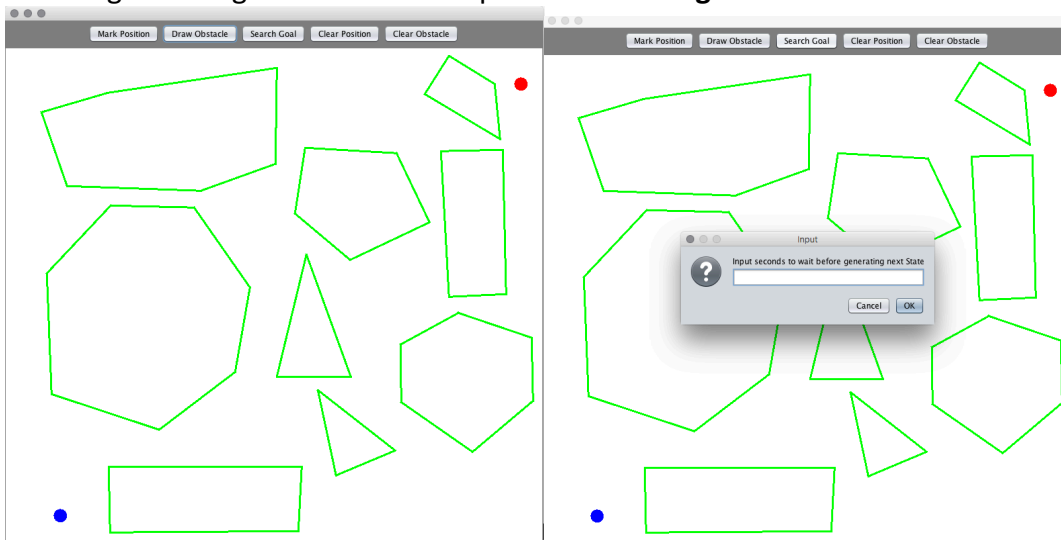 Mark Position Draw Obstacle Search Goal Clear Position Clear Obstacle
Mark Position Draw Obstacle Search Goal Clear Position Clear Obstacle
Input
Input seconds to wait before generating next State
Cancel OK